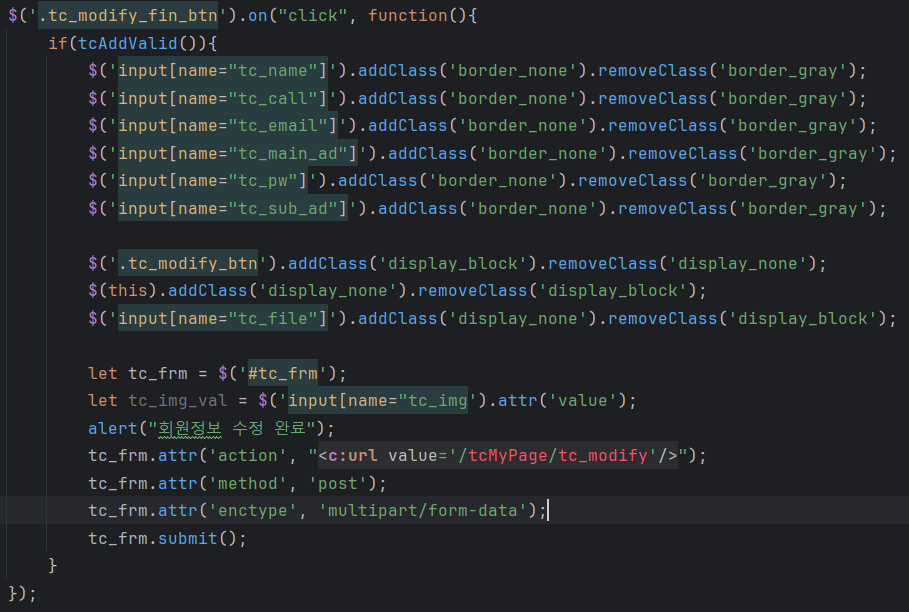 $('.tc_modify_fin_btn').on("click", function(){
    if(tcAddValid()){
        $('input[name="tc_name"]').addClass('border_none').removeClass('border_gray');
        $('input[name="tc_call"]').addClass('border_none').removeClass('border_gray');
        $('input[name="tc_email"]').addClass('border_none').removeClass('border_gray');
        $('input[name="tc_main_ad"]').addClass('border_none').removeClass('border_gray');
        $('input[name="tc_pw"]').addClass('border_none').removeClass('border_gray');
        $('input[name="tc_sub_ad"]').addClass('border_none').removeClass('border_gray');

        $('.tc_modify_btn').addClass('display_block').removeClass('display_none');
        $(this).addClass('display_none').removeClass('display_block');
        $('input[name="tc_file"]').addClass('display_none').removeClass('display_block');

        let tc_frm = $('#tc_frm');
        let tc_img_val = $('input[name="tc_img').attr('value');
        alert("회원정보 수정 완료");
        tc_frm.attr('action', "<c:url value='/tcMyPage/tc_modify'/>");
        tc_frm.attr('method', 'post');
        tc_frm.attr('enctype', 'multipart/form-data');
        tc_frm.submit();
    }
});